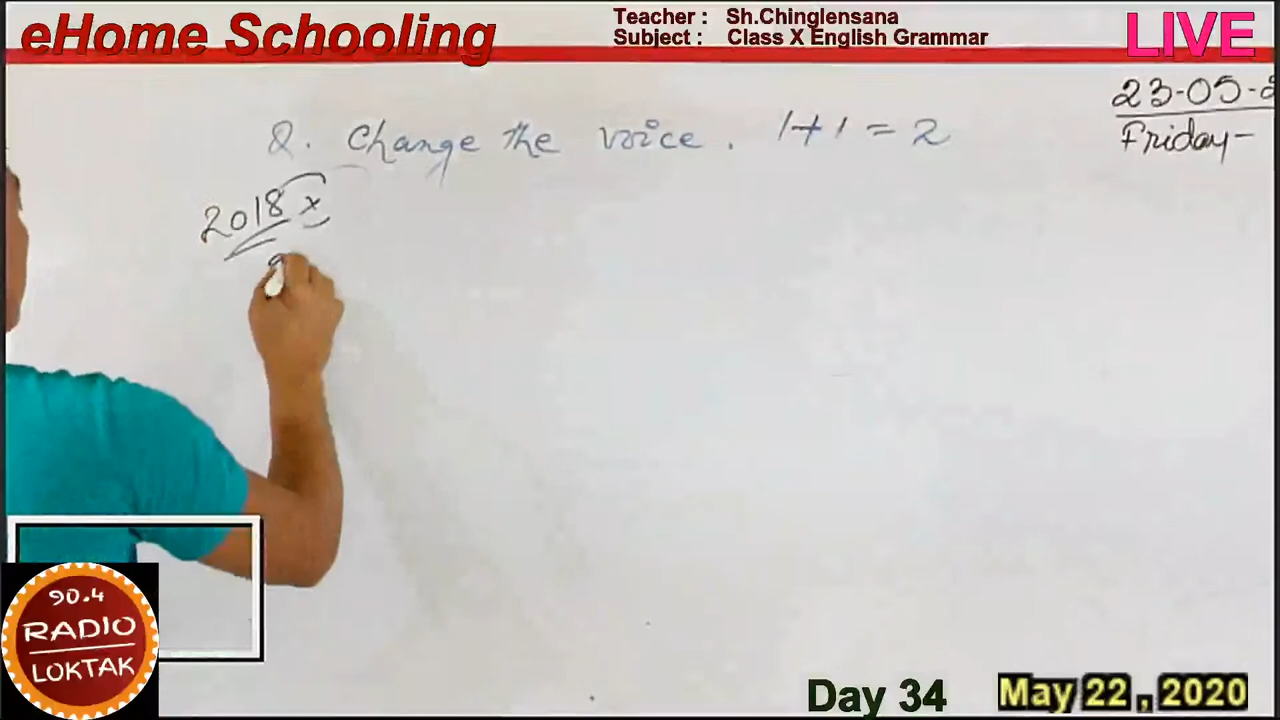 eHome Schooling
Teacher : Sh.Chinglensana
Subject : Class X English Grammar
LIVE
23-05-2
Friday
Q. Change the voice. 1+1=2
2018 x
90.4
RADIO
LOKTAK
Day 34
May 22 , 2020